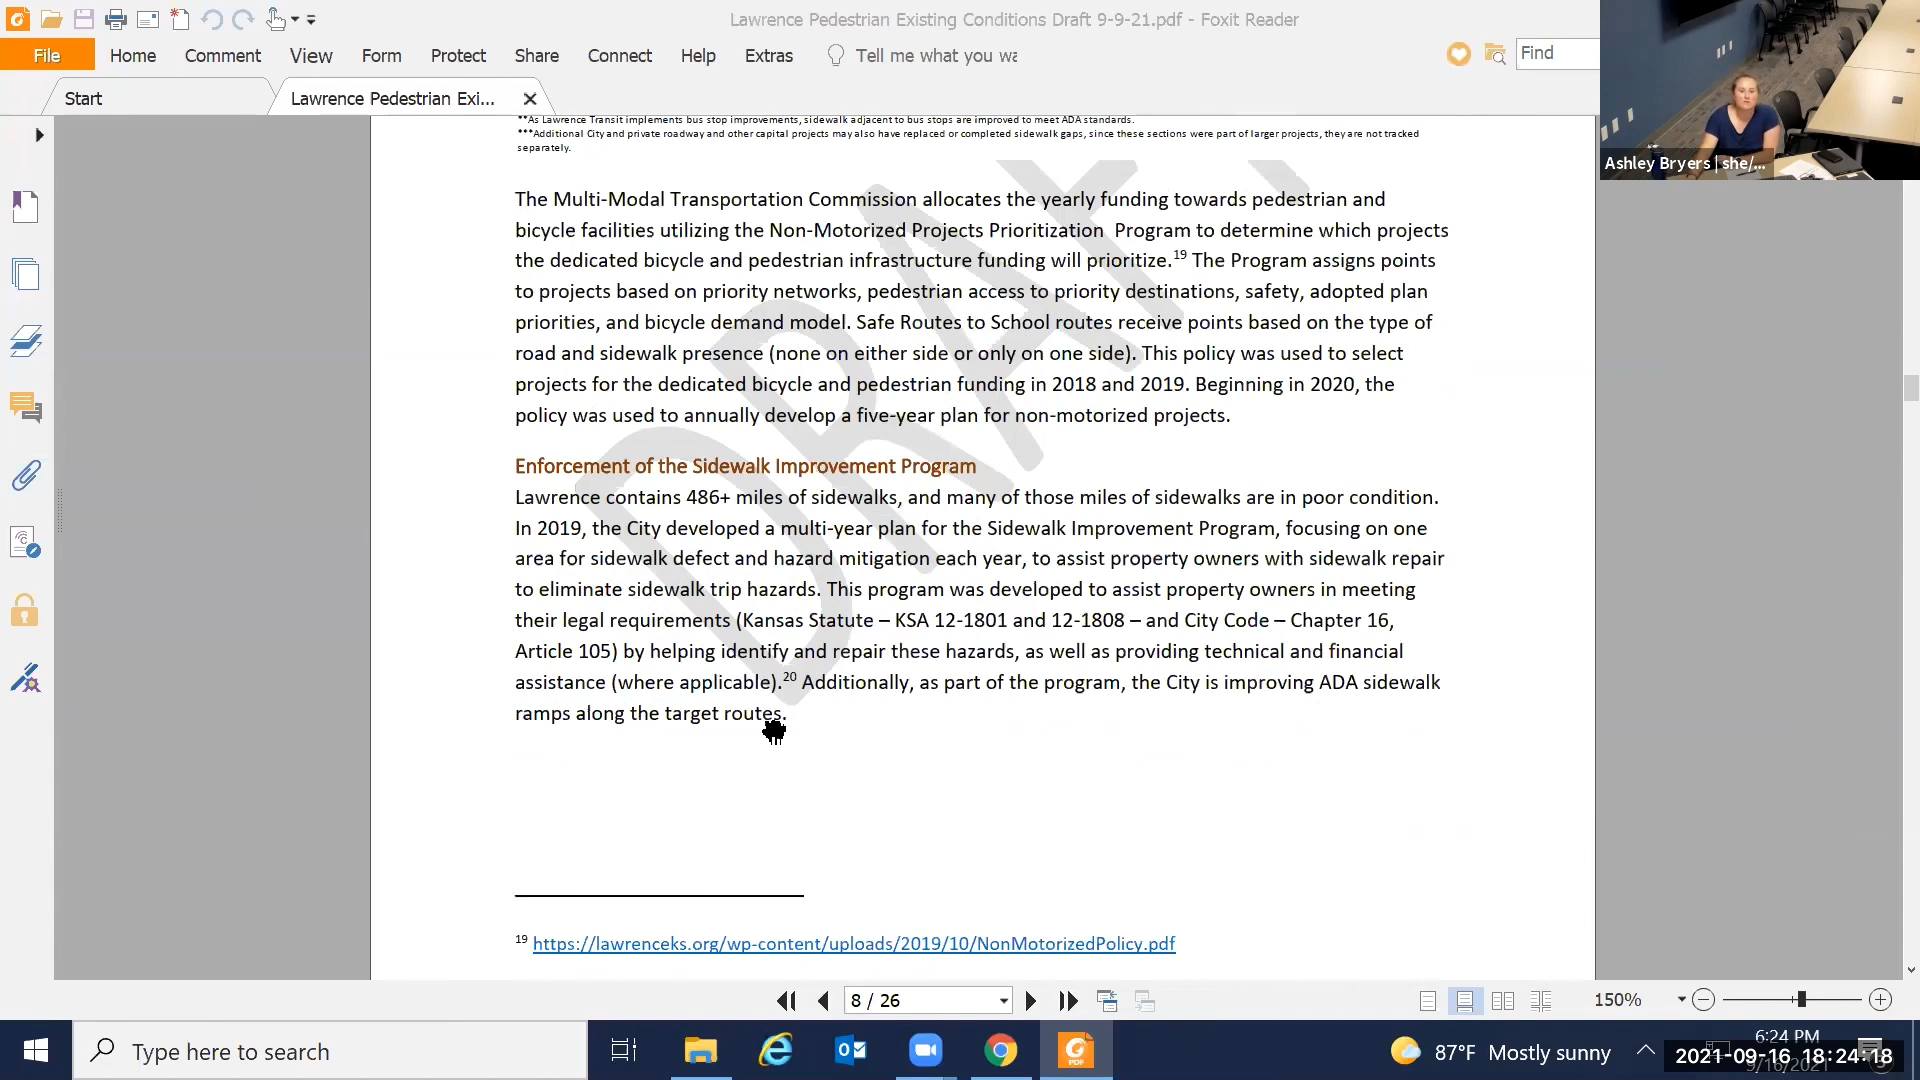 Lawrence Pedestrian Existing Conditions Draft 9-9-21.pdf - Foxit Reader
File Home Comment View Form Protect Share Connect Help Extras Tell me what you wa Find
Start Lawrence Pedestrian Exi...
Ashley Bryers | she/...
**As Lawrence Transit implements bus stop improvements, sidewalk adjacent to bus stops are improved to meet ADA standards.
***Additional City and private roadway and other capital projects may also have replaced or completed sidewalk gaps, since these sections were part of larger projects, they are not tracked
separately.
DRAFT
The Multi-Modal Transportation Commission allocates the yearly funding towards pedestrian and
bicycle facilities utilizing the Non-Motorized Projects Prioritization Program to determine which projects
the dedicated bicycle and pedestrian infrastructure funding will prioritize.19 The Program assigns points
to projects based on priority networks, pedestrian access to priority destinations, safety, adopted plan
priorities, and bicycle demand model. Safe Routes to School routes receive points based on the type of
road and sidewalk presence (none on either side or only on one side). This policy was used to select
projects for the dedicated bicycle and pedestrian funding in 2018 and 2019. Beginning in 2020, the
policy was used to annually develop a five-year plan for non-motorized projects.
Enforcement of the Sidewalk Improvement Program
Lawrence contains 486+ miles of sidewalks, and many of those miles of sidewalks are in poor condition.
In 2019, the City developed a multi-year plan for the Sidewalk Improvement Program, focusing on one
area for sidewalk defect and hazard mitigation each year, to assist property owners with sidewalk repair
to eliminate sidewalk trip hazards. This program was developed to assist property owners in meeting
their legal requirements (Kansas Statute – KSA 12-1801 and 12-1808 – and City Code – Chapter 16,
Article 105) by helping identify and repair these hazards, as well as providing technical and financial
assistance (where applicable).20 Additionally, as part of the program, the City is improving ADA sidewalk
ramps along the target routes.
19 https://lawrenceks.org/wp-content/uploads/2019/10/NonMotorizedPolicy.pdf
8 / 26
150%
Type here to search
87°F Mostly sunny
6:24 PM
2021-09-16 18:24:18
9/16/2021